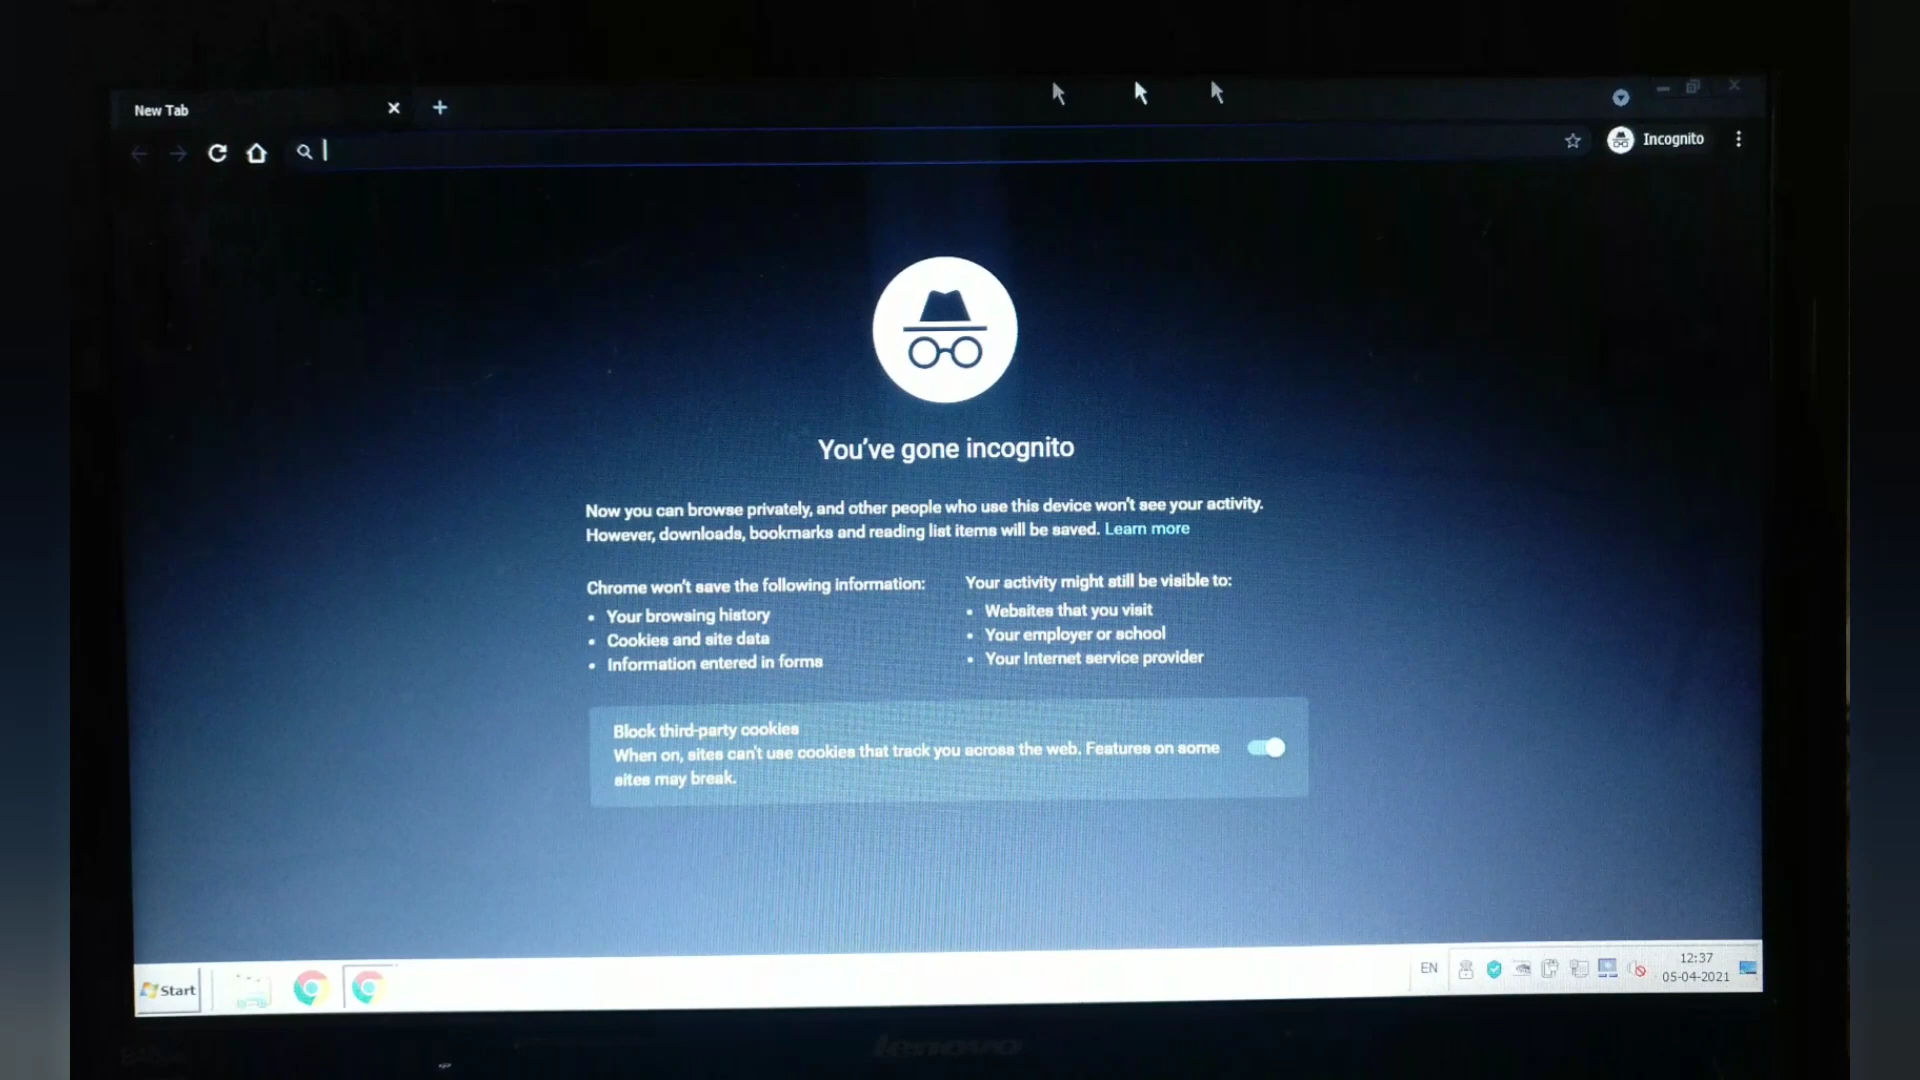 New Tab
Incognito
You've gone incognito
Now you can browse privately, and other people who use this device won't see your activity.
However, downloads, bookmarks and reading list items will be saved. Learn more
Chrome won't save the following information:
Your browsing history
Cookies and site data
Information entered in forms
Your activity might still be visible to:
Websites that you visit
Your employer or school
Your Internet service provider
Block third-party cookies
When on, sites can't use cookies that track you across the web. Features on some
sites may break.
Start
EN
12:37
05-04-2021
lenovo